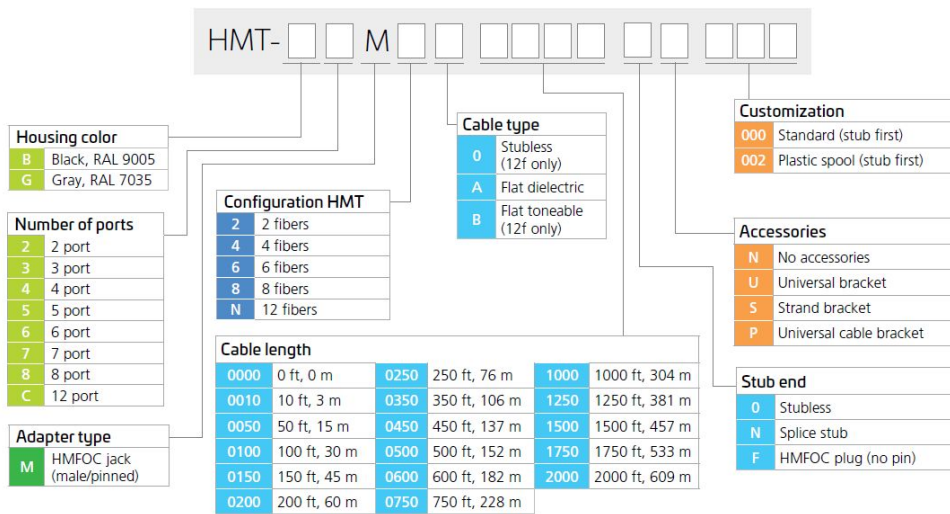 HMT- M
Housing color
B Black, RAL 9005
G Gray, RAL 7035
Number of ports
2 2 port
3 3 port
4 4 port
5 5 port
6 6 port
7 7 port
8 8 port
C 12 port
Adapter type
M HMFOC jack
(male/pinned)
Configuration HMT
2 2 fibers
4 4 fibers
6 6 fibers
8 8 fibers
N 12 fibers
Cable type
0 Stubless
(12f only)
A Flat dielectric
B Flat toneable
(12f only)
Cable length
0000 0 ft, 0 m 0250 250 ft, 76 m 1000 1000 ft, 304 m
0010 10 ft, 3 m 0350 350 ft, 106 m 1250 1250 ft, 381 m
0050 50 ft, 15 m 0450 450 ft, 137 m 1500 1500 ft, 457 m
0100 100 ft, 30 m 0500 500 ft, 152 m 1750 1750 ft, 533 m
0150 150 ft, 45 m 0600 600 ft, 182 m 2000 2000 ft, 609 m
0200 200 ft, 60 m 0750 750 ft, 228 m
Customization
000 Standard (stub first)
002 Plastic spool (stub first)
Accessories
N No accessories
U Universal bracket
S Strand bracket
P Universal cable bracket
Stub end
0 Stubless
N Splice stub
F HMFOC plug (no pin)